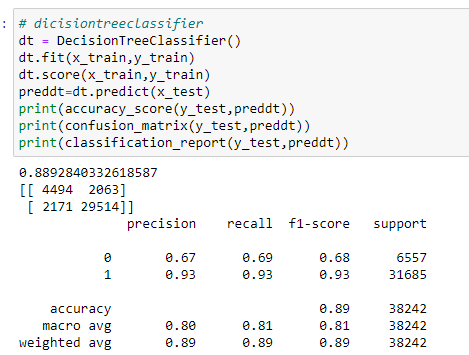 :
# dicisiontreeclassifier
dt = DecisionTreeClassifier()
dt.fit(x_train,y_train)
dt.score(x_train,y_train)
preddt=dt.predict(x_test)
print(accuracy_score(y_test,preddt))
print(confusion_matrix(y_test,preddt))
print(classification_report(y_test,preddt))
0.8892840332618587
[[ 4494  2063]
 [ 2171 29514]]
              precision    recall  f1-score   support
           0       0.67      0.69      0.68      6557
           1       0.93      0.93      0.93     31685
    accuracy                           0.89     38242
   macro avg       0.80      0.81      0.81     38242
weighted avg       0.89      0.89      0.89     38242